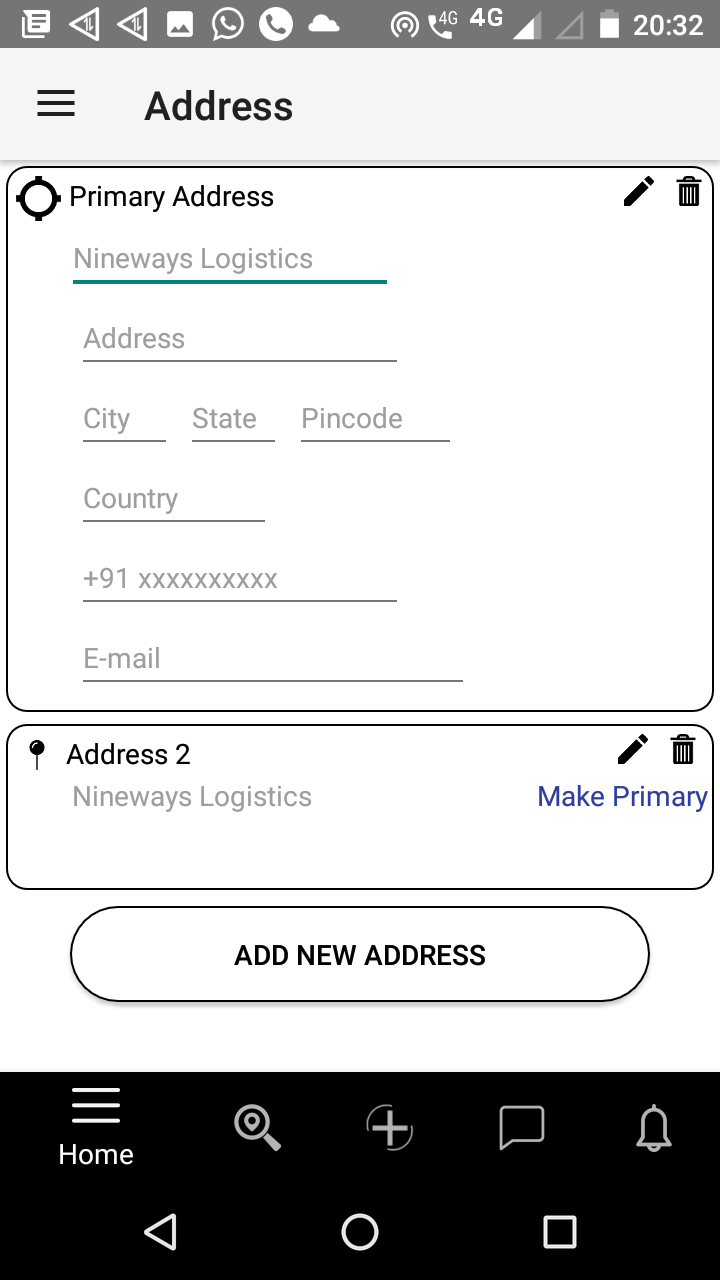 4G 4G 20:32
Address
Primary Address
Nineways Logistics
Address
City State Pincode
Country
+91 xxxxxxxxxx
E-mail
Address 2
Nineways Logistics Make Primary
ADD NEW ADDRESS
Home